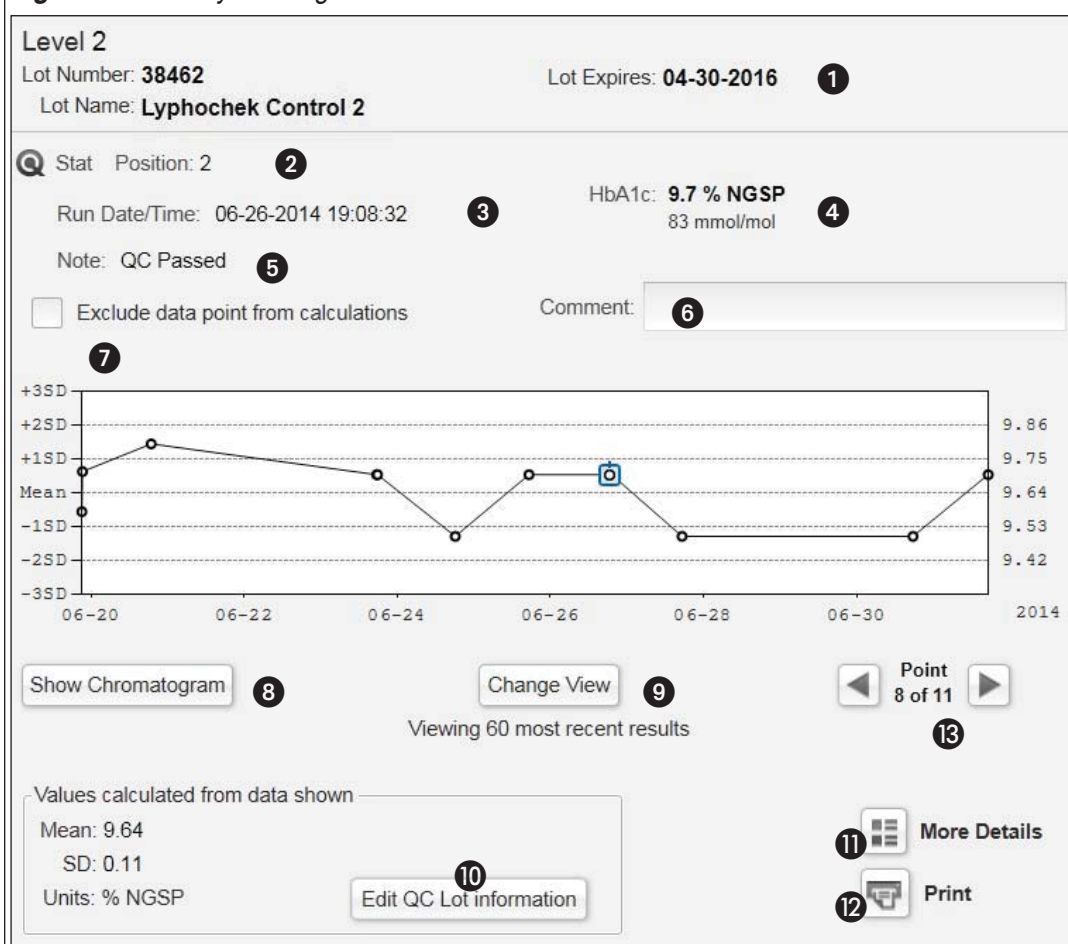 Level 2
Lot Number: 38462
Lot Expires: 04-30-2016
1
Lot Name: Lyphochek Control 2
Stat Position: 2
2
Run Date/Time: 06-26-2014 19:08:32
3
HbA1c: 9.7 % NGSP
83 mmol/mol
4
Note: QC Passed
5
Exclude data point from calculations
Comment:
6
7
+3SD
+2SD
9.86
+1SD
9.75
Mean
9.64
-1SD
9.53
-2SD
9.42
-3SD
06-20 06-22 06-24 06-26 06-28 06-30 2014
Show Chromatogram
8
Change View
9
Point
8 of 11
13
Viewing 60 most recent results
Values calculated from data shown
Mean: 9.64
SD: 0.11
Units: % NGSP
10
Edit QC Lot information
11
More Details
12
Print